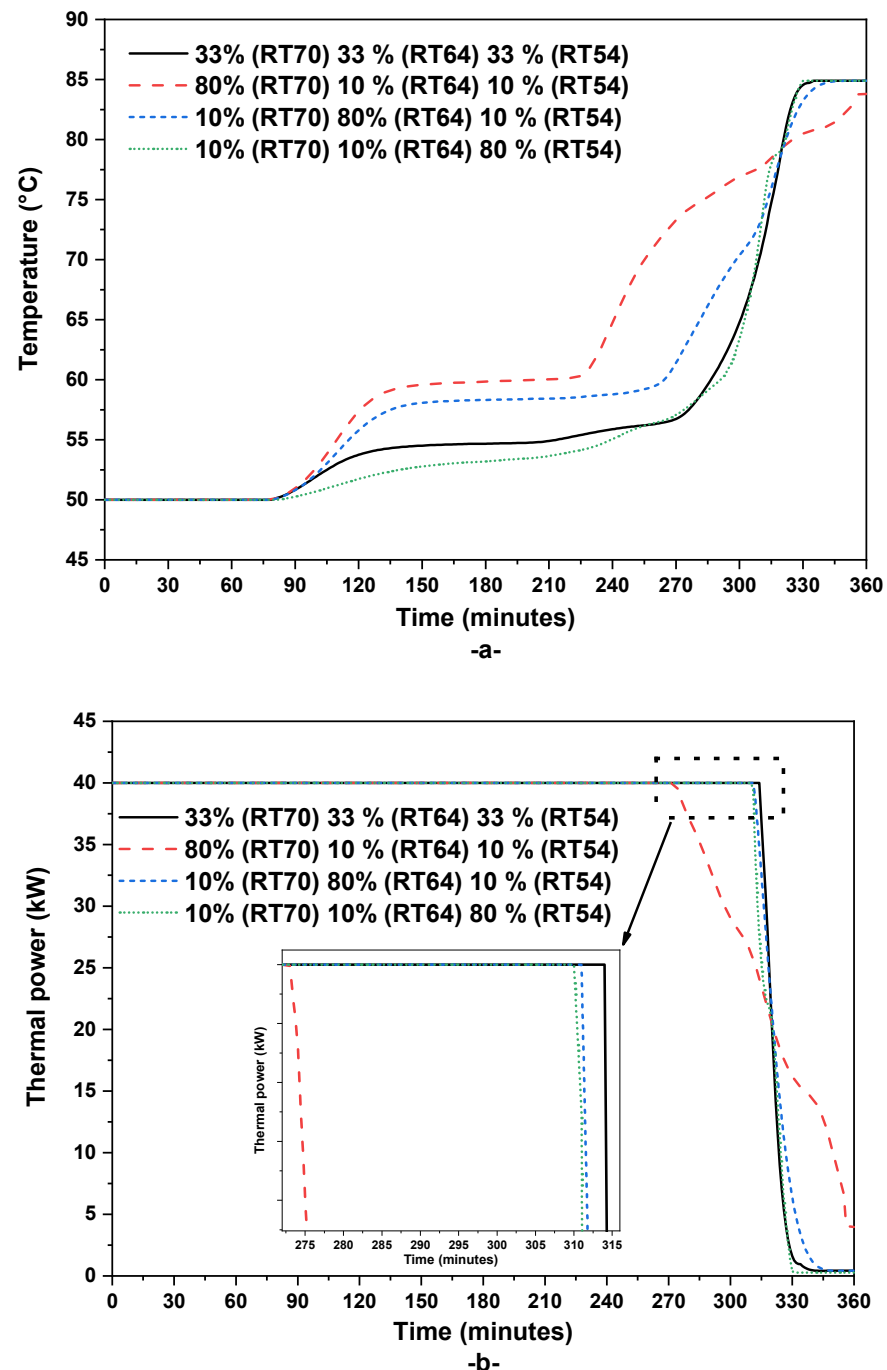 85
90
80
75
70
65
60
55
50
45
Temperature (°C)
33% (RT70) 33 % (RT64) 33 % (RT54)
80% (RT70) 10 % (RT64) 10 % (RT54)
10% (RT70) 80% (RT64) 10 % (RT54)
10% (RT70) 10% (RT64) 80 % (RT54)
0 30 60 90 120 150 180 210 240 270 300 330 360
Time (minutes)
-a-
45
40
35
30
25
20
15
10
5
0
Thermal power (kW)
33% (RT70) 33 % (RT64) 33 % (RT54)
80% (RT70) 10 % (RT64) 10 % (RT54)
10% (RT70) 80% (RT64) 10 % (RT54)
10% (RT70) 10% (RT64) 80 % (RT54)
Thermal power (kW)
275 280 285 290 295 300 305 310 315
Time (minutes)
0 30 60 90 120 150 180 210 240 270 300 330 360
Time (minutes)
-b-